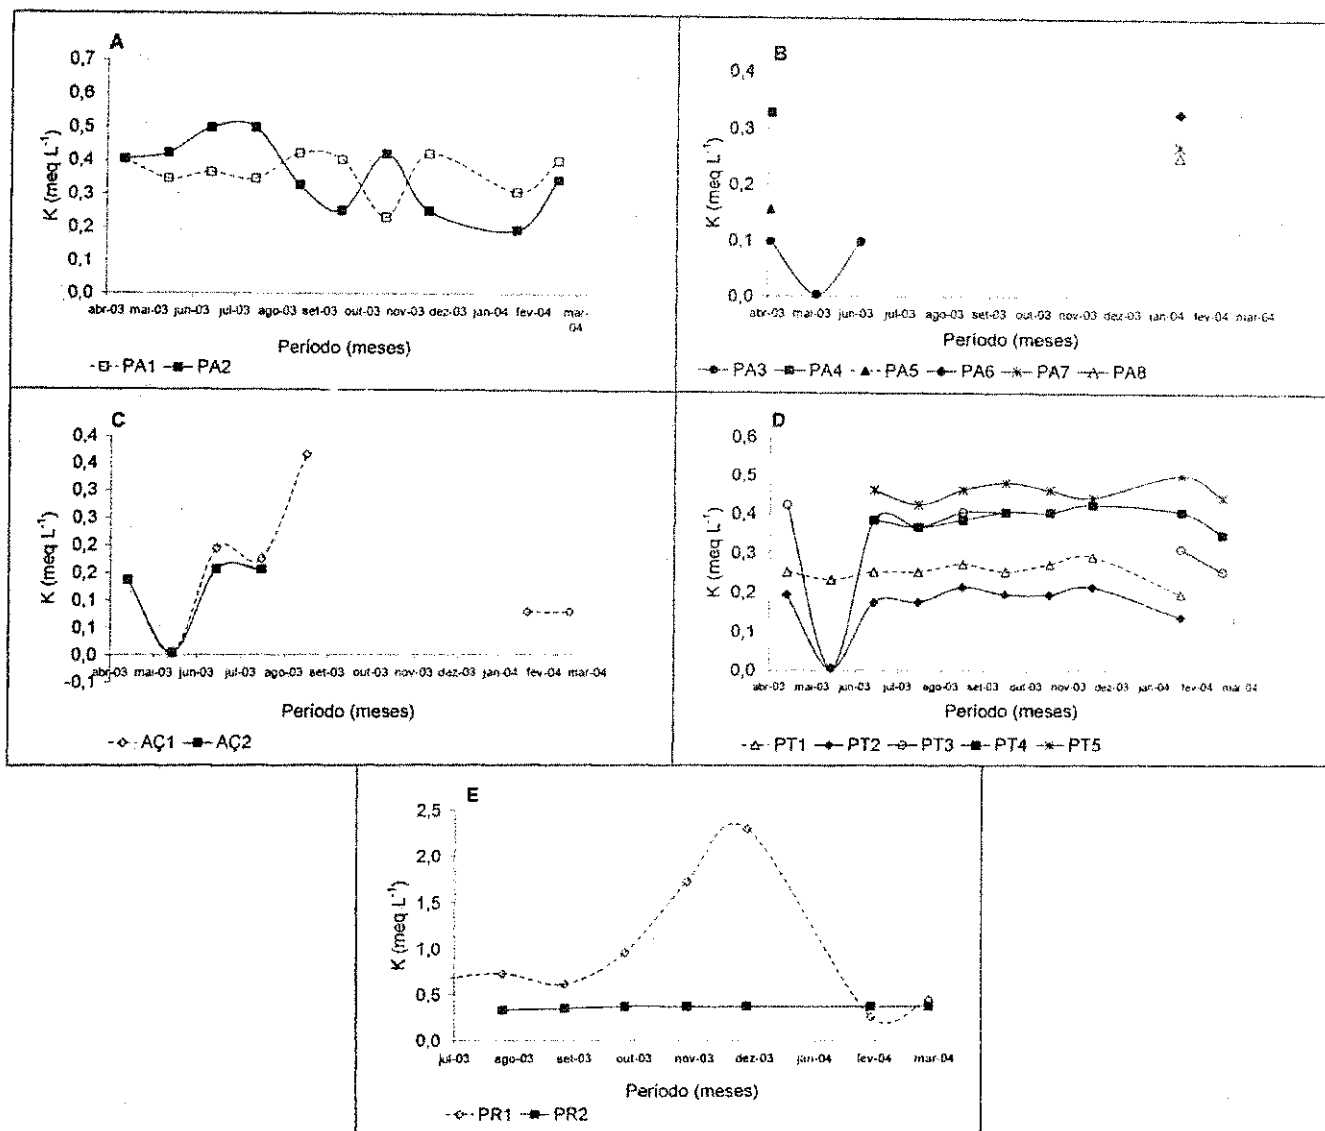 A
0,7
0,6
0,5
0,4
0,3
0,2
0,1
0,0
K (meq L⁻¹)
abr-03 mai-03 jun-03 jul-03 ago-03 set-03 out-03 nov-03 dez-03 jan-04 fev-04 mar-04
Período (meses)
PA1 PA2
B
0,4
0,3
0,2
0,1
0,0
K (meq L⁻¹)
abr-03 mai-03 jun-03 jul-03 ago-03 set-03 out-03 nov-03 dez-03 jan-04 fev-04 mar-04
Período (meses)
PA3 PA4 PA5 PA6 PA7 PA8
C
0,4
0,4
0,3
0,3
0,2
0,2
0,1
0,1
0,0
-0,1
K (meq L⁻¹)
abr-03 mai-03 jun-03 jul-03 ago-03 set-03 out-03 nov-03 dez-03 jan-04 fev-04 mar-04
Período (meses)
AÇ1 AÇ2
D
0,6
0,5
0,4
0,3
0,2
0,1
0,0
K (meq L⁻¹)
abr-03 mai-03 jun-03 jul-03 ago-03 set-03 out-03 nov-03 dez-03 jan-04 fev-04 mar-04
Período (meses)
PT1 PT2 PT3 PT4 PT5
E
2,5
2,0
1,5
1,0
0,5
0,0
K (meq L⁻¹)
jul-03 ago-03 set-03 out-03 nov-03 dez-03 jan-04 fev-04 mar-04
Período (meses)
PR1 PR2